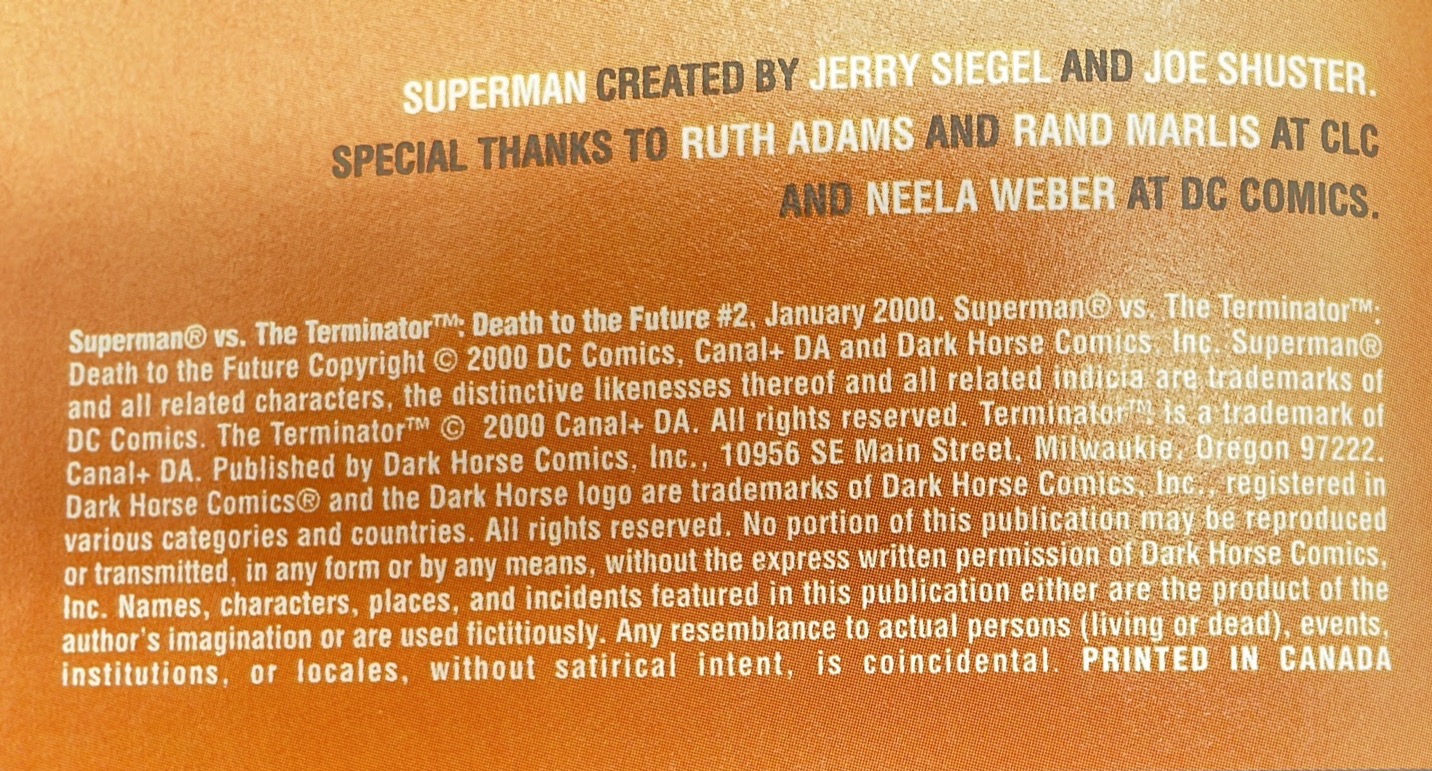 SUPERMAN CREATED BY JERRY SIEGEL AND JOE SHUSTER.
SPECIAL THANKS TO RUTH ADAMS AND RAND MARLIS AT CLC
AND NEELA WEBER AT DC COMICS.
Superman® vs. The Terminator™: Death to the Future #2, January 2000. Superman® vs. The Terminator™:
Death to the Future Copyright © 2000 DC Comics, Canal+ DA and Dark Horse Comics, Inc. Superman®
and all related characters, the distinctive likenesses thereof and all related indicia are trademarks of
DC Comics. The Terminator™ © 2000 Canal+ DA. All rights reserved. Terminator™ is a trademark of
Canal+ DA. Published by Dark Horse Comics, Inc., 10956 SE Main Street, Milwaukie, Oregon 97222.
Dark Horse Comics® and the Dark Horse logo are trademarks of Dark Horse Comics, Inc., registered in
various categories and countries. All rights reserved. No portion of this publication may be reproduced
or transmitted, in any form or by any means, without the express written permission of Dark Horse Comics,
Inc. Names, characters, places, and incidents featured in this publication either are the product of the
author's imagination or are used fictitiously. Any resemblance to actual persons (living or dead), events,
institutions, or locales, without satirical intent, is coincidental. PRINTED IN CANADA